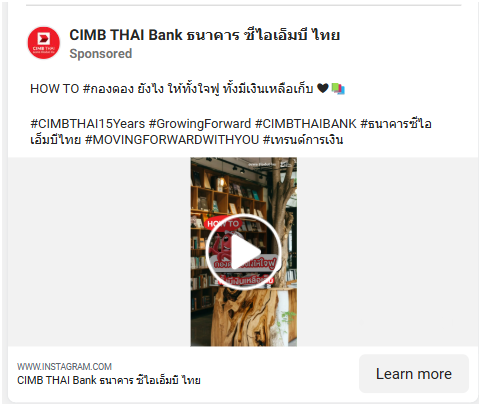 CIMB THAI Bank ธนาคาร ซีไอเอ็มบี ไทย
Sponsored
HOW TO #กองดอง ยังไง ให้ทั้งใจฟู ทั้งมีเงินเหลือเก็บ
#CIMBTHAI15Years #GrowingForward #CIMBTHAIBANK #ธนาคารซีไอ
เอ็มบีไทย #MOVINGFORWARDWITHYOU #เทรนด์การเงิน
CIMB THAI
HOW TO
WWW.INSTAGRAM.COM
CIMB THAI Bank ธนาคาร ซีไอเอ็มบี ไทย
Learn more